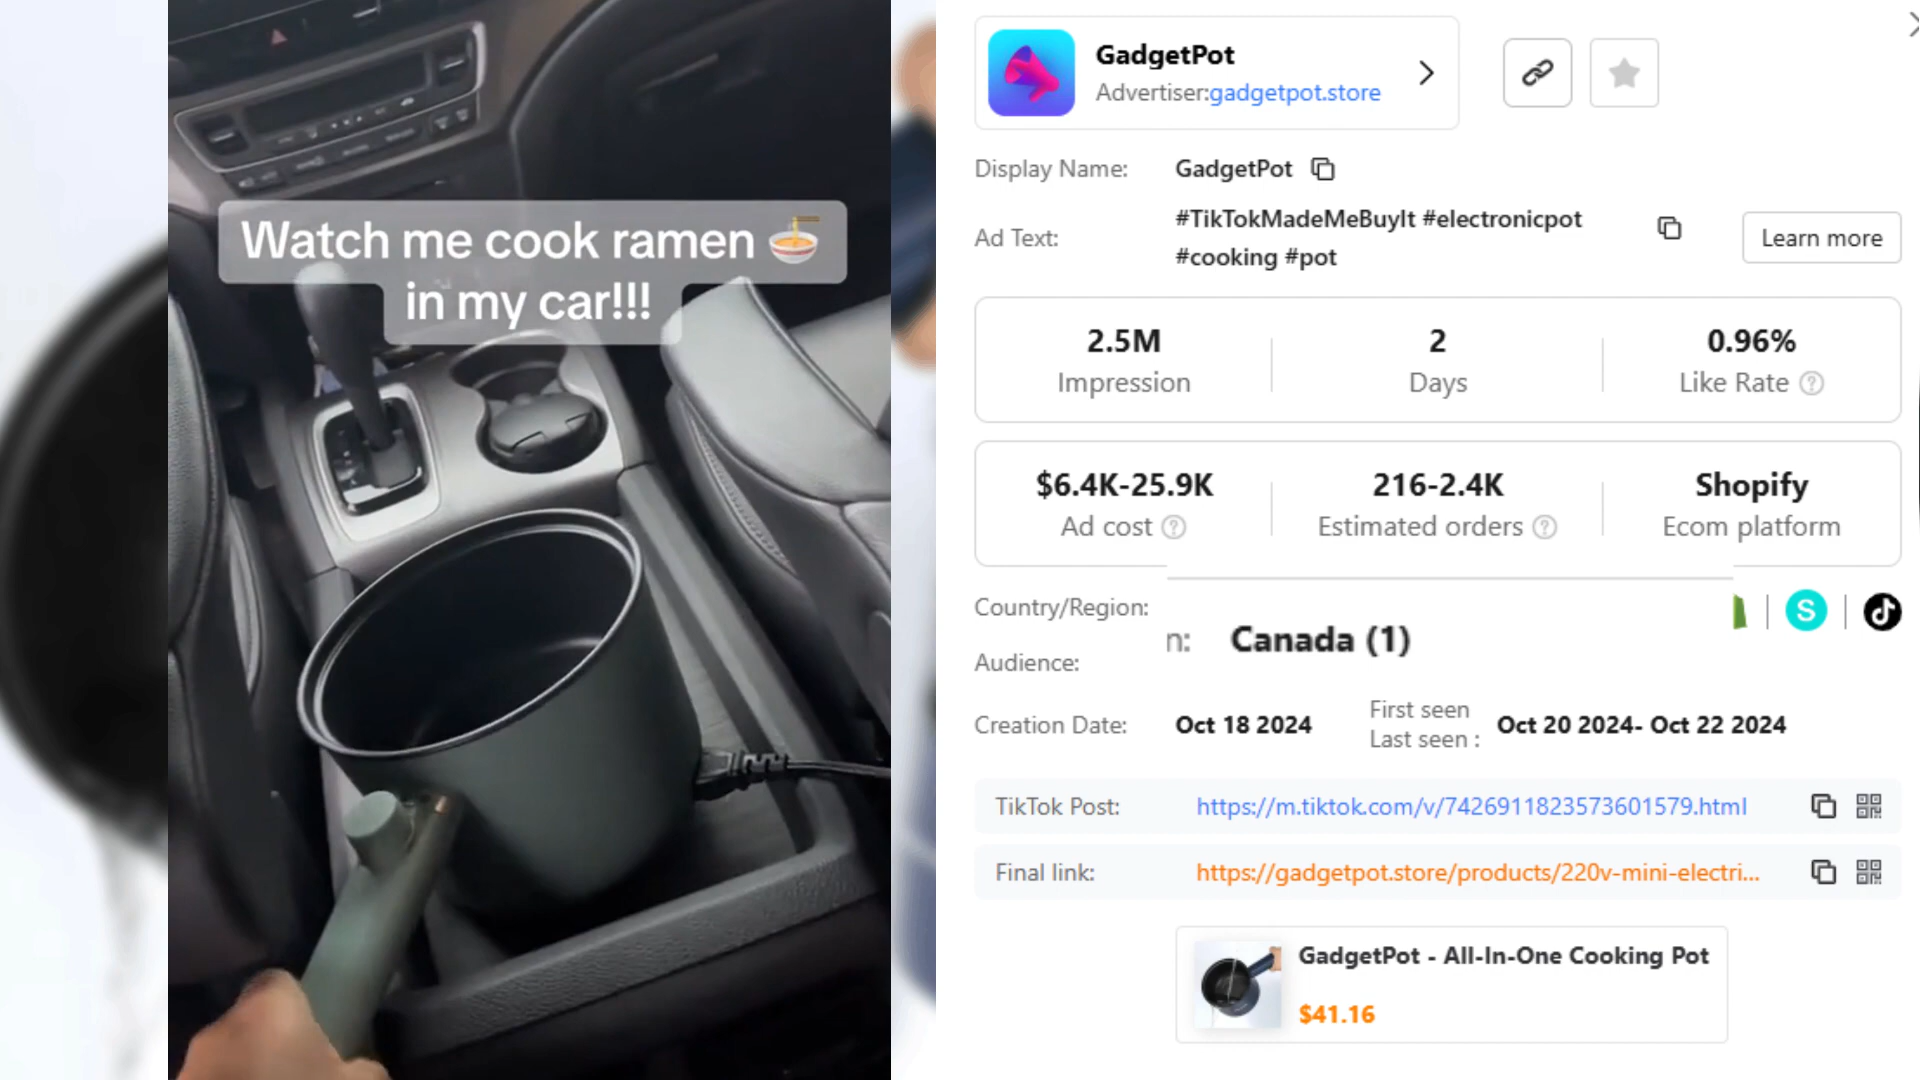 Watch me cook ramen 🍜
in my car!!!
GadgetPot
Advertiser:gadgetpot.store
Display Name: GadgetPot
Ad Text: #TikTokMadeMeBuyIt #electronicpot
#cooking #pot
Learn more
2.5M 2 0.96%
Impression Days Like Rate
$6.4K-25.9K 216-2.4K Shopify
Ad cost Estimated orders Ecom platform
Country/Region:
n: Canada (1)
Audience:
Creation Date: Oct 18 2024 First seen
Last seen : Oct 20 2024- Oct 22 2024
TikTok Post: https://m.tiktok.com/v/7426911823573601579.html
Final link: https://gadgetpot.store/products/220v-mini-electri...
GadgetPot - All-In-One Cooking Pot
$41.16